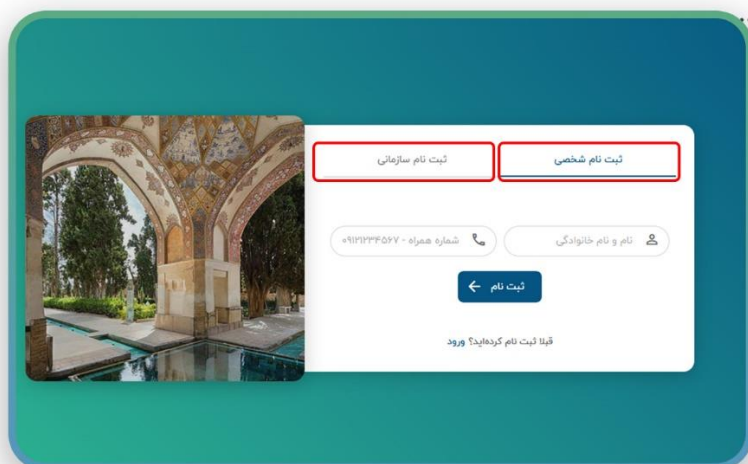 ثبت نام شخصی
ثبت نام سازمانی
نام و نام خانوادگی
شماره همراه - ۰۹۱۲۱۲۳۴۵۶۷
ثبت نام
قبلا ثبت نام کرده‌اید؟ ورود